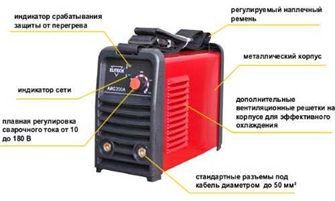 индикатор срабатывания
защиты от перегрева
регулируемый наплечный
ремень
металлический корпус
индикатор сети
дополнительные
вентиляционные решетки на
корпусе для эффективного
охлаждения
плавная регулировка
сварочного тока от 10
до 180 В
стандартные разъемы под
кабель диаметром до 50 мм²